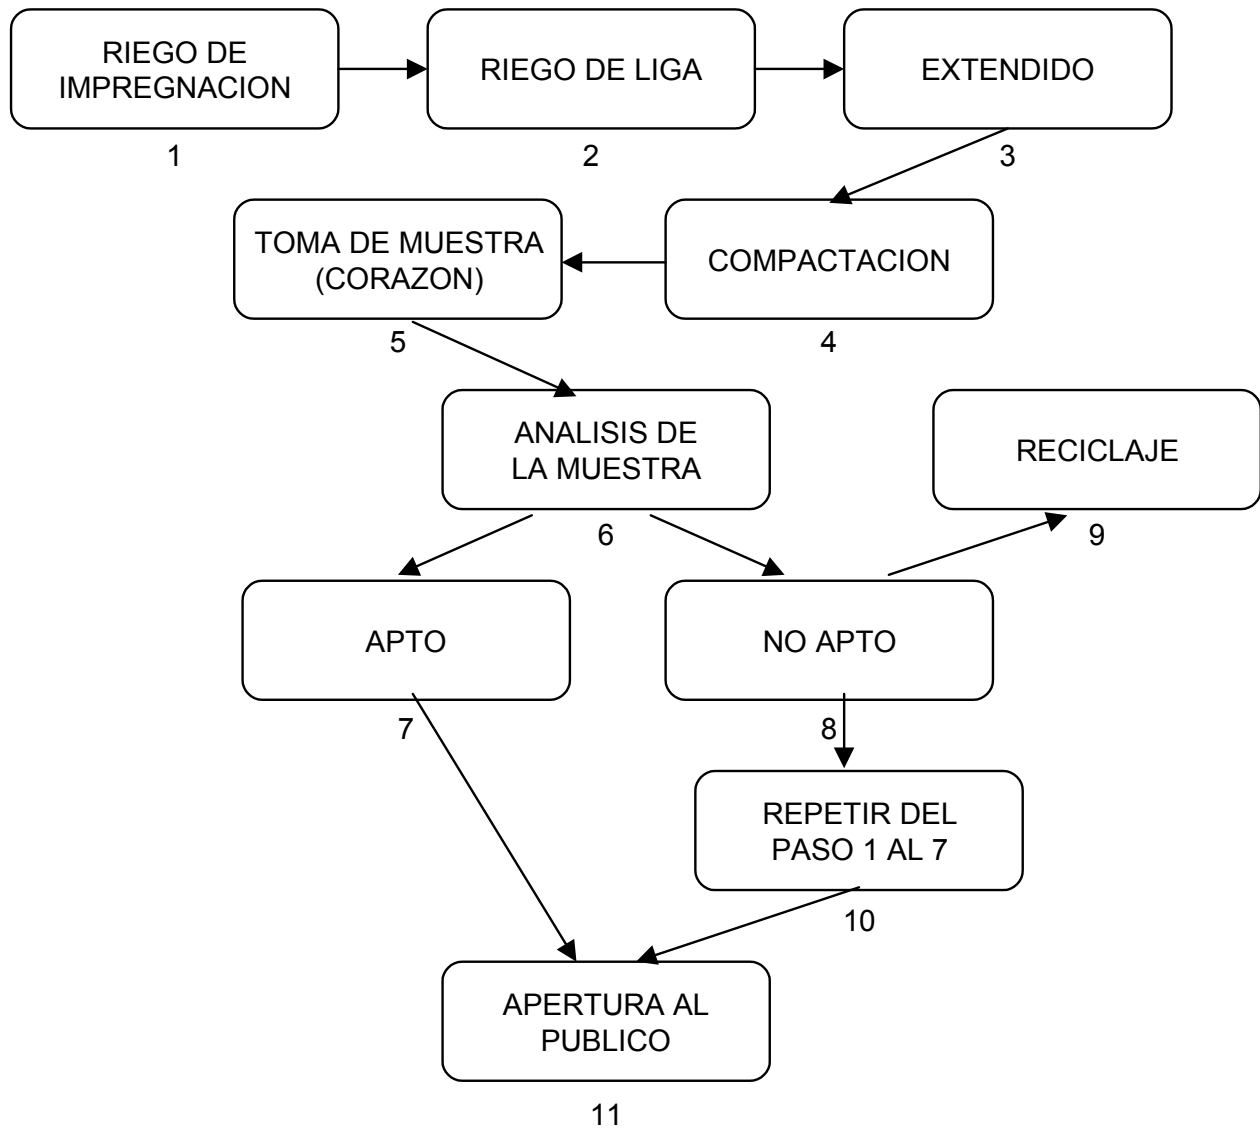 RIEGO DE
IMPREGNACION
1
RIEGO DE LIGA
2
EXTENDIDO
3
COMPACTACION
4
TOMA DE MUESTRA
(CORAZON)
5
ANALISIS DE
LA MUESTRA
6
RECICLAJE
9
APTO
7
NO APTO
8
REPETIR DEL
PASO 1 AL 7
10
APERTURA AL
PUBLICO
11